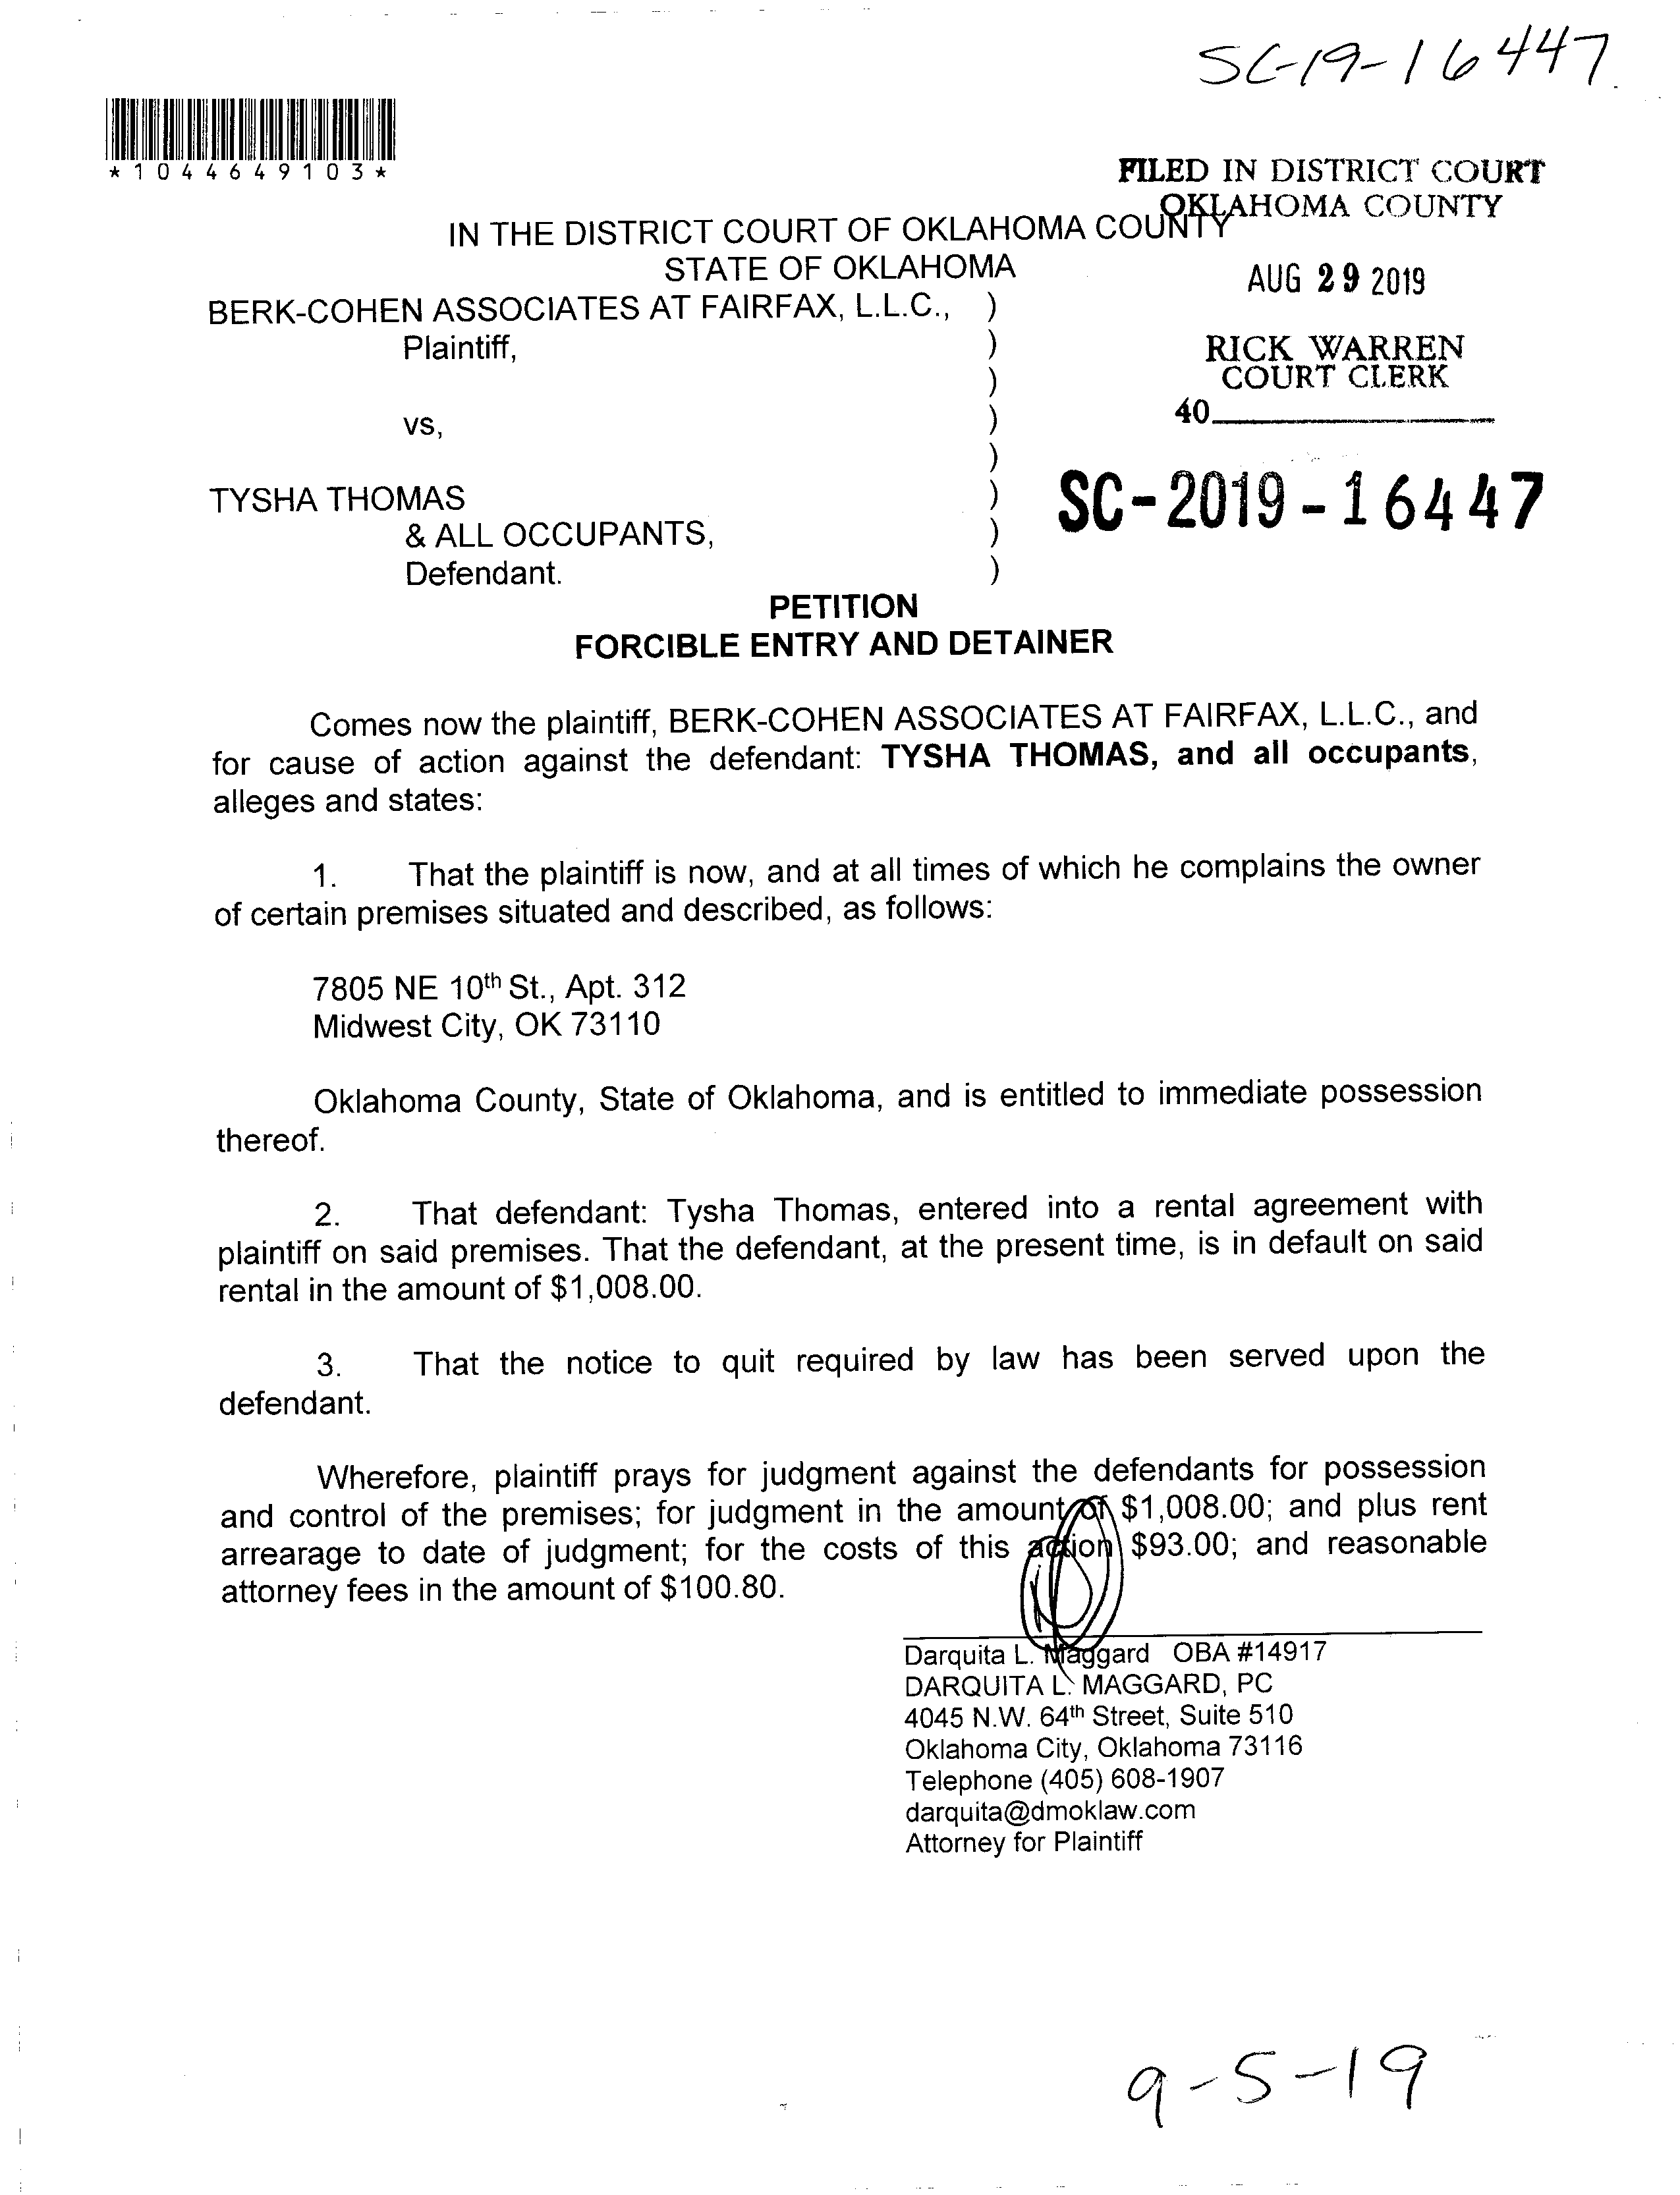 SC-19-16447
*1044649103*
FILED IN DISTRICT COURT
OKLAHOMA COUNTY
IN THE DISTRICT COURT OF OKLAHOMA COUNTY
STATE OF OKLAHOMA
AUG 29 2019
BERK-COHEN ASSOCIATES AT FAIRFAX, L.L.C., )
Plaintiff, )
RICK WARREN
COURT CLERK
)
40
vs, )
)
SC-2019-16447
TYSHA THOMAS )
& ALL OCCUPANTS, )
Defendant. )
PETITION
FORCIBLE ENTRY AND DETAINER
Comes now the plaintiff, BERK-COHEN ASSOCIATES AT FAIRFAX, L.L.C., and
for cause of action against the defendant: TYSHA THOMAS, and all occupants,
alleges and states:
1. That the plaintiff is now, and at all times of which he complains the owner
of certain premises situated and described, as follows:
7805 NE 10th St., Apt. 312
Midwest City, OK 73110
Oklahoma County, State of Oklahoma, and is entitled to immediate possession
thereof.
2. That defendant: Tysha Thomas, entered into a rental agreement with
plaintiff on said premises. That the defendant, at the present time, is in default on said
rental in the amount of $1,008.00.
3. That the notice to quit required by law has been served upon the
defendant.
Wherefore, plaintiff prays for judgment against the defendants for possession
and control of the premises; for judgment in the amount of $1,008.00; and plus rent
arrearage to date of judgment; for the costs of this action $93.00; and reasonable
attorney fees in the amount of $100.80.
Darquita L. Maggard OBA #14917
DARQUITA L. MAGGARD, PC
4045 N.W. 64th Street, Suite 510
Oklahoma City, Oklahoma 73116
Telephone (405) 608-1907
darquita@dmoklaw.com
Attorney for Plaintiff
9-5-19